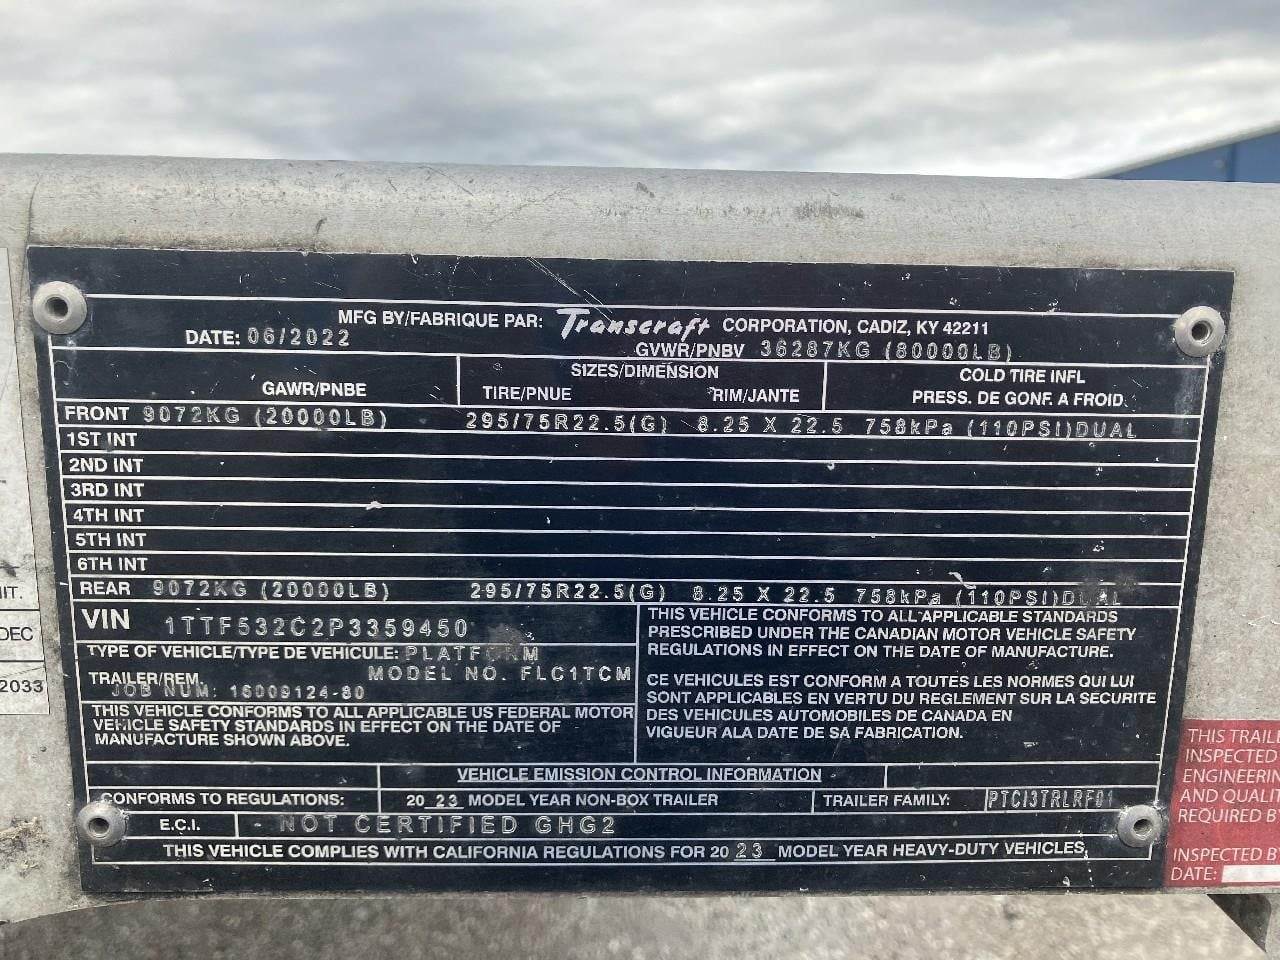 MFG BY/FABRIQUE PAR: Transcraft CORPORATION, CADIZ, KY 42211
DATE: 06/2022 GVWR/PNBV 36287KG (80000LB)
GAWR/PNBE SIZES/DIMENSION COLD TIRE INFL
TIRE/PNUE RIM/JANTE PRESS. DE GONF. A FROID.
FRONT 9072KG (20000LB) 295/75R22.5(G) 8.25 X 22.5 758kPa (110PSI)DUAL
1ST INT
2ND INT
3RD INT
4TH INT
5TH INT
6TH INT
REAR 9072KG (20000LB) 295/75R22.5(G) 8.25 X 22.5 758kPa (110PSI)DUAL
VIN 1TTF532C2P3359450
TYPE OF VEHICLE/TYPE DE VEHICULE: PLATFORM
TRAILER/REM. MODEL NO. FLC1TCM
JOB NUM: 16009124-80
THIS VEHICLE CONFORMS TO ALL APPLICABLE US FEDERAL MOTOR
VEHICLE SAFETY STANDARDS IN EFFECT ON THE DATE OF
MANUFACTURE SHOWN ABOVE.
THIS VEHICLE CONFORMS TO ALL APPLICABLE STANDARDS
PRESCRIBED UNDER THE CANADIAN MOTOR VEHICLE SAFETY
REGULATIONS IN EFFECT ON THE DATE OF MANUFACTURE.
CE VEHICULES EST CONFORM A TOUTES LES NORMES QUI LUI
SONT APPLICABLES EN VERTU DU REGLEMENT SUR LA SÉCURITE
DES VEHICULES AUTOMOBILES DE CANADA EN
VIGUEUR ALA DATE DE SA FABRICATION.
VEHICLE EMISSION CONTROL INFORMATION
CONFORMS TO REGULATIONS: 20 23 MODEL YEAR NON-BOX TRAILER TRAILER FAMILY: PTCI3TRLRF01
E.C.I. - NOT CERTIFIED GHG2
THIS VEHICLE COMPLIES WITH CALIFORNIA REGULATIONS FOR 20 23 MODEL YEAR HEAVY-DUTY VEHICLES.
IIT.
DEC
2033
THIS TRAILE
INSPECTED
ENGINEERIN
AND QUALIT
REQUIRED BY
INSPECTED BY
DATE: